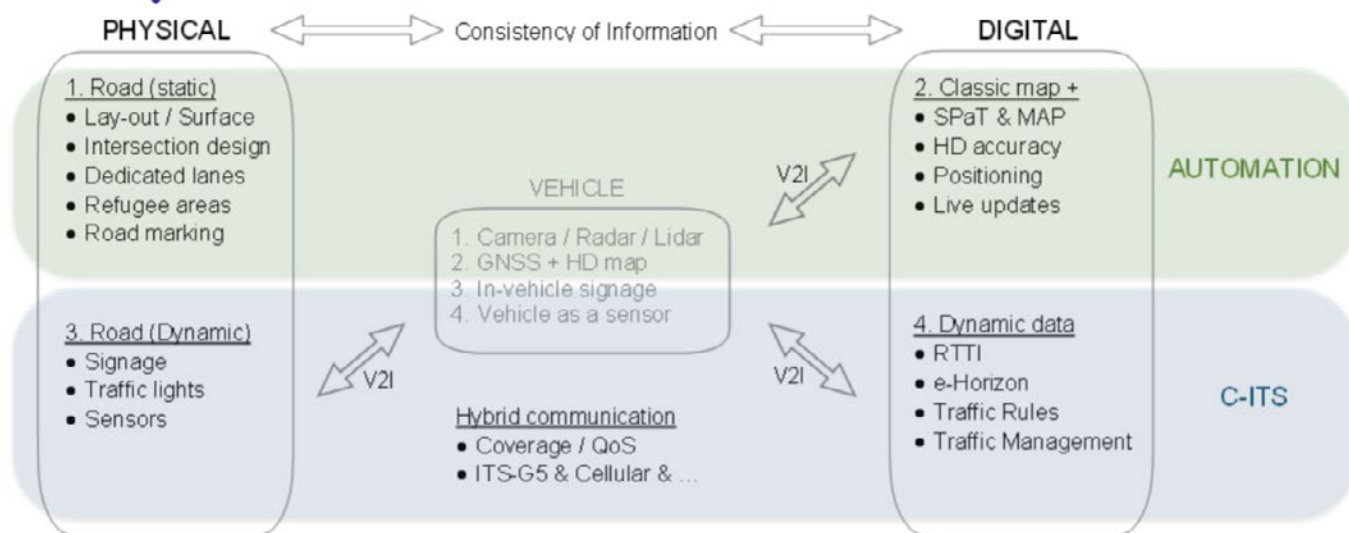 PHYSICAL
Consistency of Information
DIGITAL
1. Road (static)
• Lay-out / Surface
• Intersection design
• Dedicated lanes
• Refugee areas
• Road marking
2. Classic map +
• SPaT & MAP
• HD accuracy
• Positioning
• Live updates
AUTOMATION
V2I
VEHICLE
1. Camera / Radar / Lidar
2. GNSS + HD map
3. In-vehicle signage
4. Vehicle as a sensor
3. Road (Dynamic)
• Signage
• Traffic lights
• Sensors
V2I
V2I
4. Dynamic data
• RTTI
• e-Horizon
• Traffic Rules
• Traffic Management
C-ITS
Hybrid communication
• Coverage / QoS
• ITS-G5 & Cellular & ...